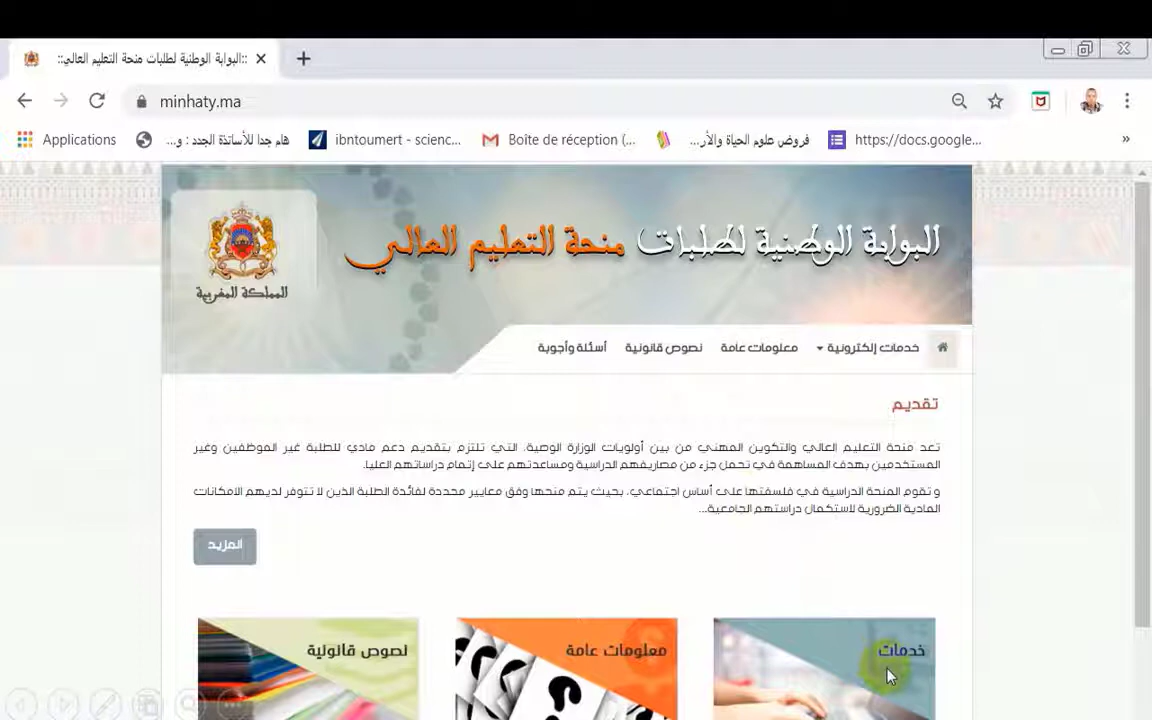 ::البوابة الوطنية لطلبات منحة التعليم العالي::
minhaty.ma
Applications
هام جدا للأساتذة الجدد : و...
ibntoumert - scienc...
Boîte de réception (...
فروض علوم الحياة والأر...
https://docs.google...
»
البوابة الوطنية لطلبات منحة التعليم العالي
المملكة المغربية
خدمات إلكترونية
معلومات عامة
نصوص قانونية
أسئلة وأجوبة
تقديم
تعد منحة التعليم العالي والتكوين المهني من بين أولويات الوزارة الوصية، التي تلتزم بتقديم دعم مادي للطلبة غير الموظفين وغير
المستخدمين بهدف المساهمة في تحمل جزء من مصاريفهم الدراسية ومساعدتهم على إتمام دراساتهم العليا.
و تقوم المنحة الدراسية في فلسفتها على أساس اجتماعي، بحيث يتم منحها وفق معايير محددة لفائدة الطلبة الذين لا تتوفر لديهم الامكانات
المادية الضرورية لاستكمال دراستهم الجامعية...
المزيد
خدمات
معلومات عامة
نصوص قانونية